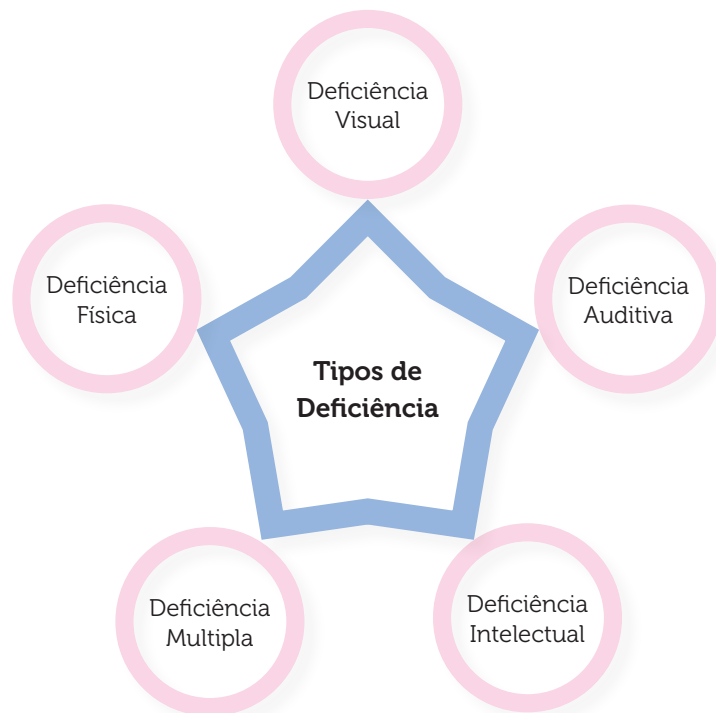 Deficiência
Visual
Deficiência
Física
Deficiência
Auditiva
Tipos de
Deficiência
Deficiência
Multipla
Deficiência
Intelectual